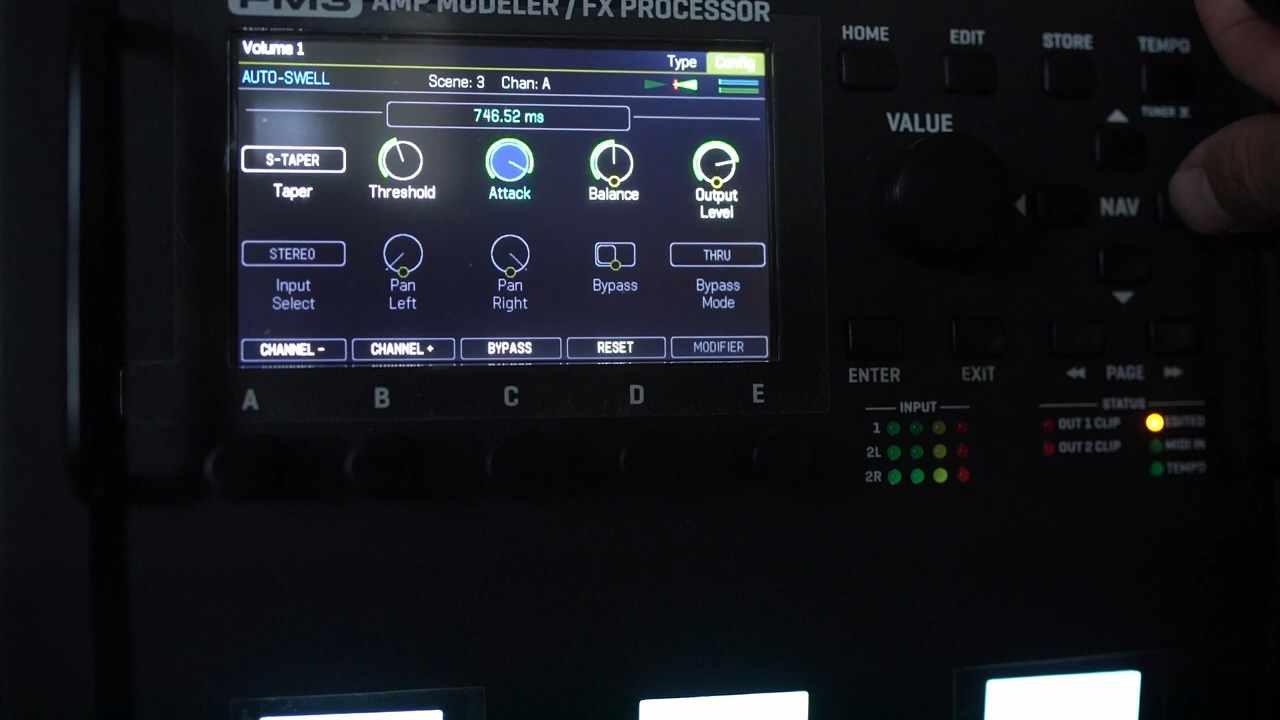 FM3 AMP MODELER / FX PROCESSOR
Volume 1
Type Config
AUTO-SWELL Scene: 3 Chan: A
746.52 ms
S-TAPER
Taper Threshold Attack Balance Output Level
STEREO THRU
Input Select Pan Left Pan Right Bypass Bypass Mode
CHANNEL - CHANNEL + BYPASS RESET MODIFIER
A B C D E
HOME EDIT STORE TEMPO
TUNER
VALUE
NAV
ENTER EXIT PAGE
INPUT STATUS
1 OUT 1 CLIP EDITED
2L OUT 2 CLIP MIDI IN
2R TEMPO